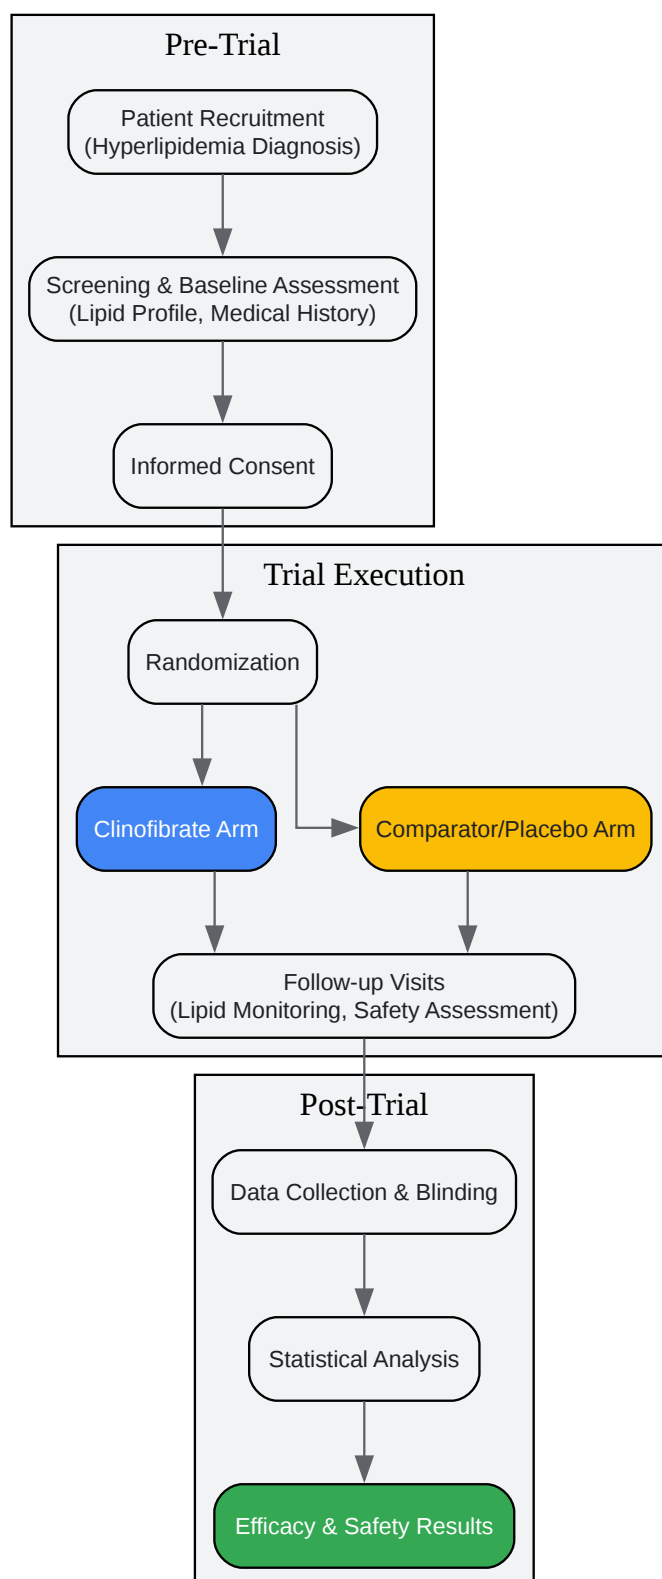 Pre-Trial
Patient Recruitment
(Hyperlipidemia Diagnosis)
Screening & Baseline Assessment
(Lipid Profile, Medical History)
Informed Consent
Trial Execution
Randomization
Clinofibrate Arm
Comparator/Placebo Arm
Follow-up Visits
(Lipid Monitoring, Safety Assessment)
Post-Trial
Data Collection & Blinding
Statistical Analysis
Efficacy & Safety Results